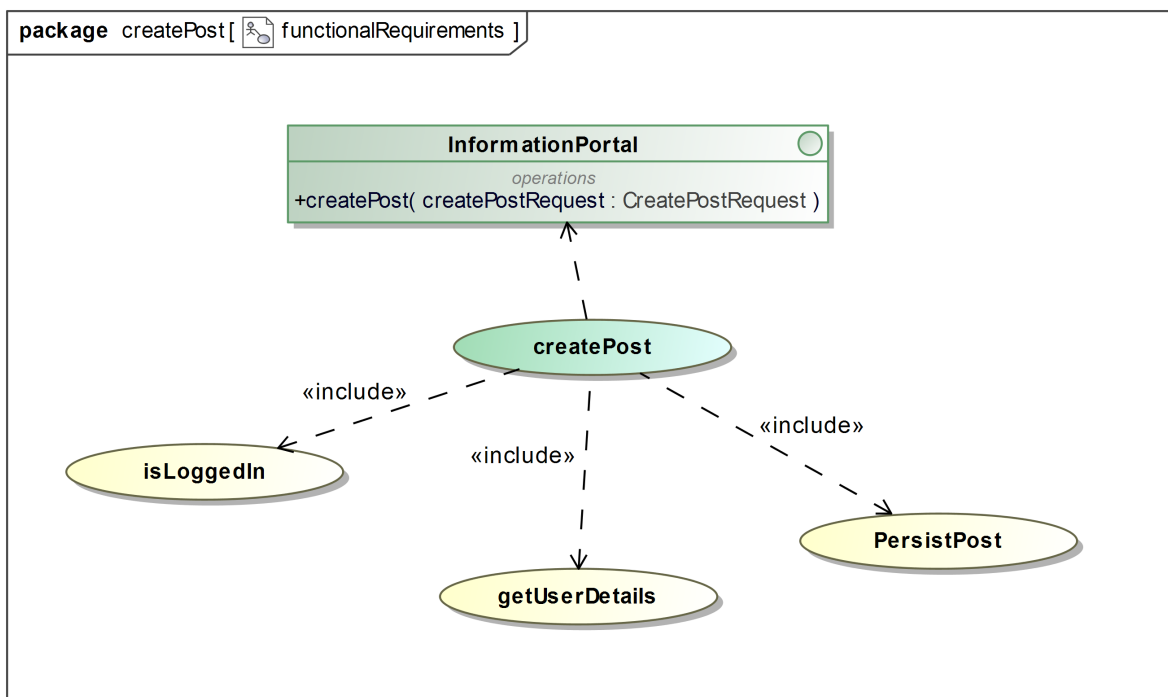 package createPost [ functionalRequirements ]
InformationPortal
operations
+createPost( createPostRequest : CreatePostRequest )
createPost
«include»
«include»
«include»
isLoggedIn
PersistPost
getUserDetails